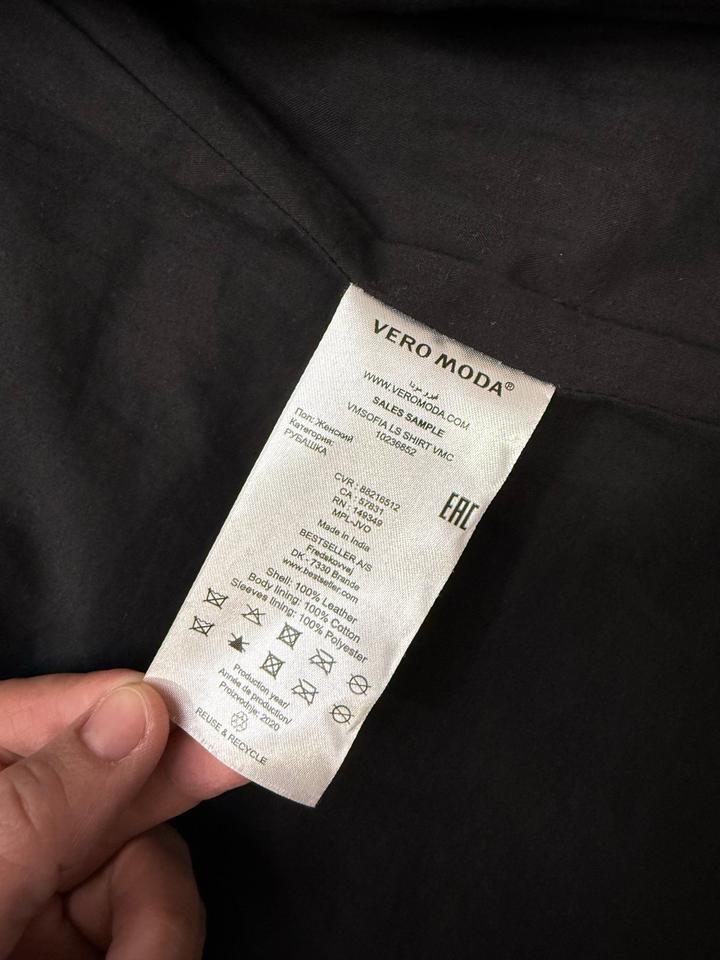 VERO MODA®
فيرو مودا
WWW.VEROMODA.COM
SALES SAMPLE
VMSOFIA LS SHIRT VMC
10236852
Пол: Женский
Категория:
РУБАШКА
CVR : 88216512
CA : 57831
RN : 149349
MPL-JVO
EAC
Made in India
BESTSELLER A/S
Fredskovvej
DK - 7330 Brande
www.bestseller.com
Shell: 100% Leather
Body lining: 100% Cotton
Sleeves lining: 100% Polyester
Production year/
Année de production/
Proizvodnje: 2020
REUSE & RECYCLE